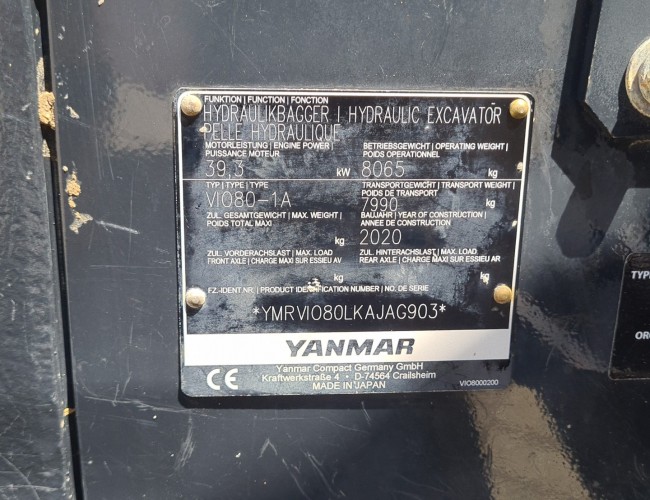 FUNKTION | FUNCTION | FONCTION
HYDRAULIKBAGGER | HYDRAULIC EXCAVATOR
PELLE HYDRAULIQUE
MOTORLEISTUNG | ENGINE POWER |
PUISSANCE MOTEUR
39,3 kW
BETRIEBSGEWICHT | OPERATING WEIGHT |
POIDS OPERATIONNEL
8065 kg
TYP | TYPE | TYPE
VIO80-1A
TRANSPORTGEWICHT | TRANSPORT WEIGHT |
POIDS DE TRANSPORT
7990 kg
ZUL. GESAMTGEWICHT | MAX. WEIGHT |
POIDS TOTAL MAXI
kg
BAUJAHR | YEAR OF CONSTRUCTION |
ANNEE DE CONSTRUCTION
2020
ZUL. VORDERACHSLAST | MAX. LOAD
FRONT AXLE | CHARGE MAXI SUR ESSIEU AV
kg
ZUL. HINTERACHSLAST | MAX. LOAD
REAR AXLE | CHARGE MAXI SUR ESSIEU AR
kg
FZ.-IDENT.NR. | PRODUCT IDENTIFICATION NUMBER | NO. DE SERIE
*YMRVIO80LKAJAG903*
YANMAR
CE
Yanmar Compact Germany GmbH
Kraftwerkstraße 4 • D-74564 Crailsheim
MADE IN JAPAN
VIO8000200
TYP
MO